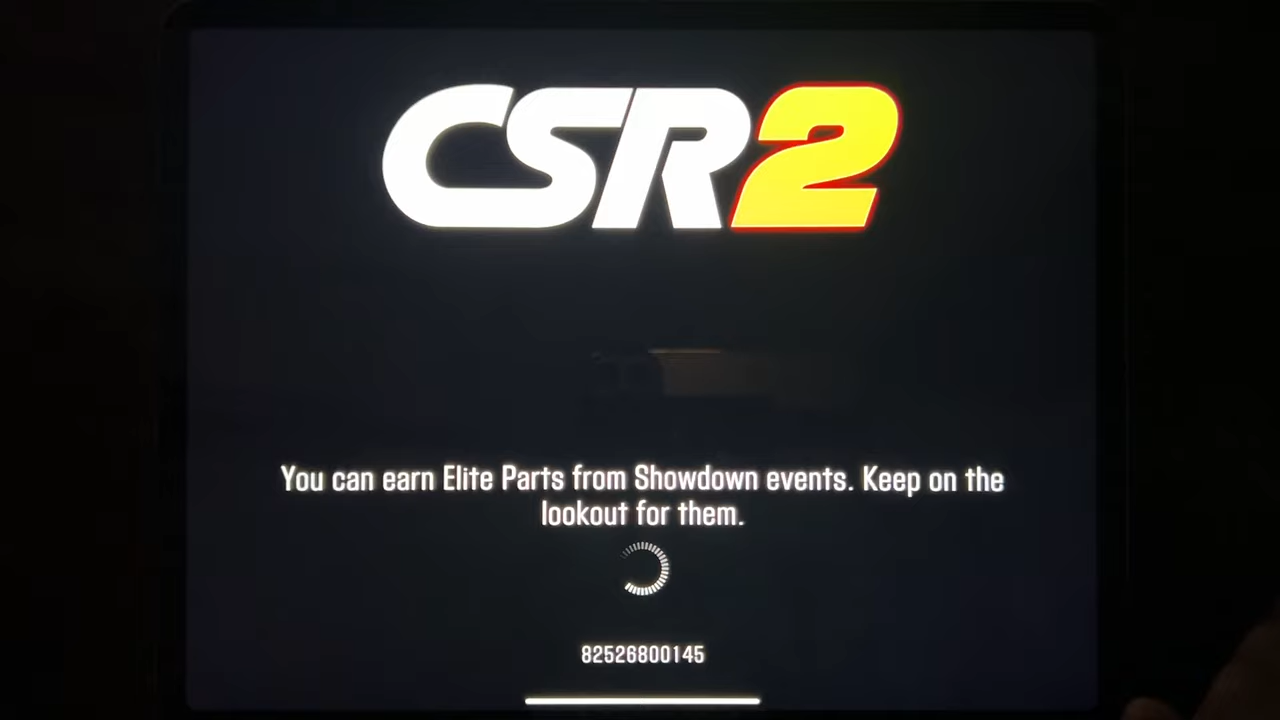 CSR2
You can earn Elite Parts from Showdown events. Keep on the
lookout for them.
82526800145